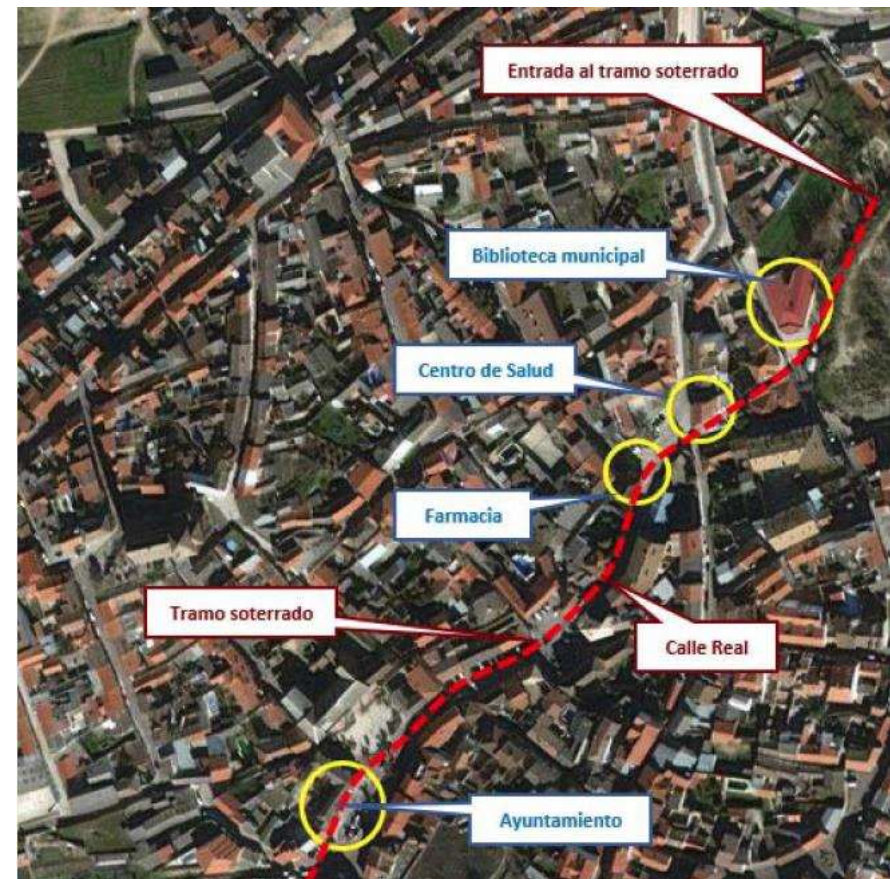 Entrada al tramo soterrado
Biblioteca municipal
Centro de Salud
Farmacia
Tramo soterrado
Calle Real
Ayuntamiento